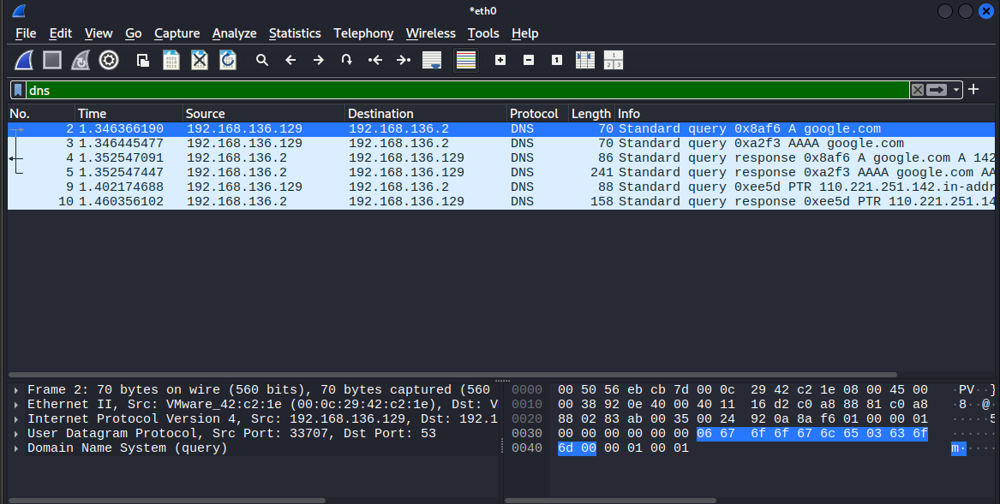 *eth0
File Edit View Go Capture Analyze Statistics Telephony Wireless Tools Help
dns
No. Time Source Destination Protocol Length Info
2 1.346366190 192.168.136.129 192.168.136.2 DNS 70 Standard query 0x8af6 A google.com
3 1.346445477 192.168.136.129 192.168.136.2 DNS 70 Standard query 0xa2f3 AAAA google.com
4 1.352547091 192.168.136.2 192.168.136.129 DNS 86 Standard query response 0x8af6 A google.com A 142
5 1.352547447 192.168.136.2 192.168.136.129 DNS 241 Standard query response 0xa2f3 AAAA google.com AA
9 1.402174688 192.168.136.129 192.168.136.2 DNS 88 Standard query 0xee5d PTR 110.221.251.142.in-addr
10 1.460356102 192.168.136.2 192.168.136.129 DNS 158 Standard query response 0xee5d PTR 110.221.251.14
Frame 2: 70 bytes on wire (560 bits), 70 bytes captured (560
Ethernet II, Src: VMware_42:c2:1e (00:0c:29:42:c2:1e), Dst: V
Internet Protocol Version 4, Src: 192.168.136.129, Dst: 192.1
User Datagram Protocol, Src Port: 33707, Dst Port: 53
Domain Name System (query)
0000 00 50 56 eb cb 7d 00 0c 29 42 c2 1e 08 00 45 00 ·PV··}
0010 00 38 92 0e 40 00 40 11 16 d2 c0 a8 88 81 c0 a8 ·8··@·
0020 88 02 83 ab 00 35 00 24 92 0a 8a f6 01 00 00 01 ·····5
0030 00 00 00 00 00 00 06 67 6f 6f 67 6c 65 03 63 6f ······
0040 6d 00 00 01 00 01 m·····